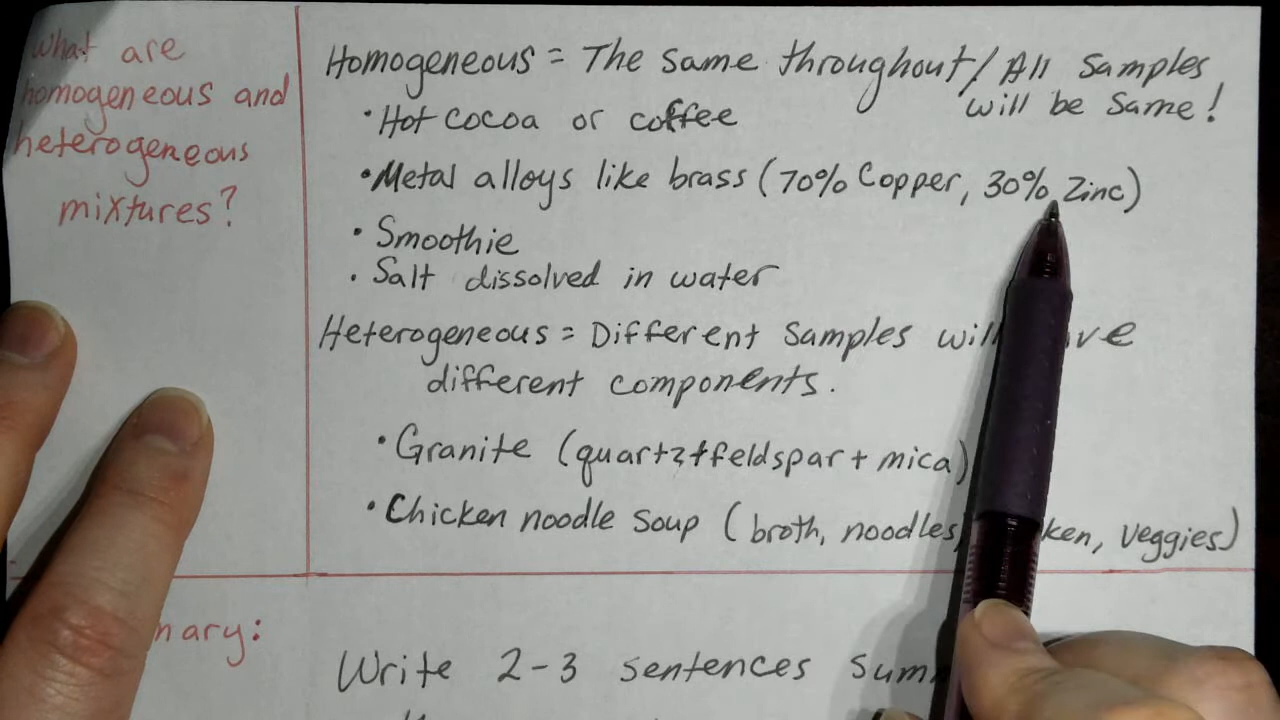 What are
homogeneous and
heterogeneous
mixtures?
Homogeneous = The same throughout/All Samples
will be same!
• Hot cocoa or coffee
• Metal alloys like brass (70% Copper, 30% Zinc)
• Smoothie
• Salt dissolved in water
Heterogeneous = Different samples
different components.
• Granite (quartz+feldspar+mica)
• Chicken noodle soup (broth, noodles, veggies)
Write 2-3 sentences